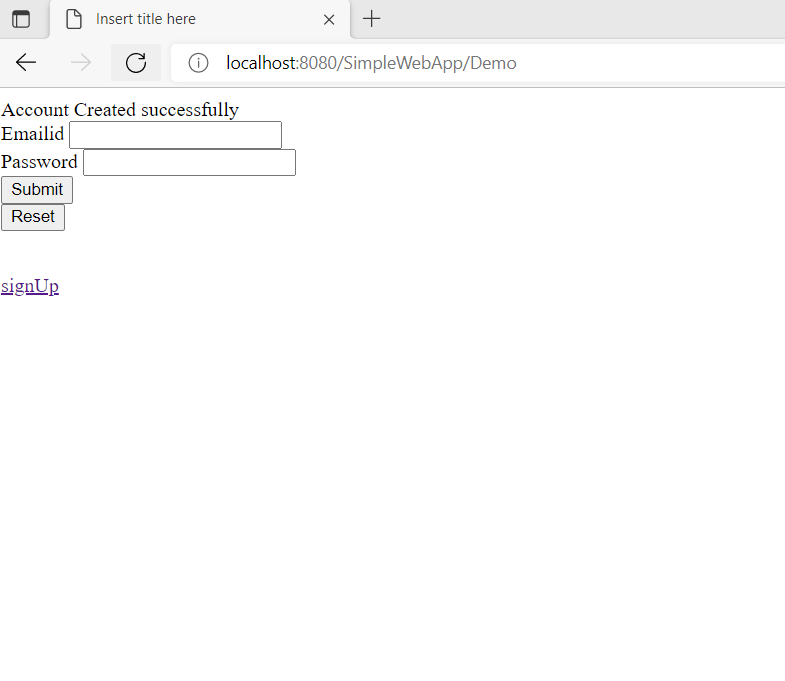 Insert title here
localhost:8080/SimpleWebApp/Demo
Account Created successfully
Emailid
Password
Submit
Reset
signUp